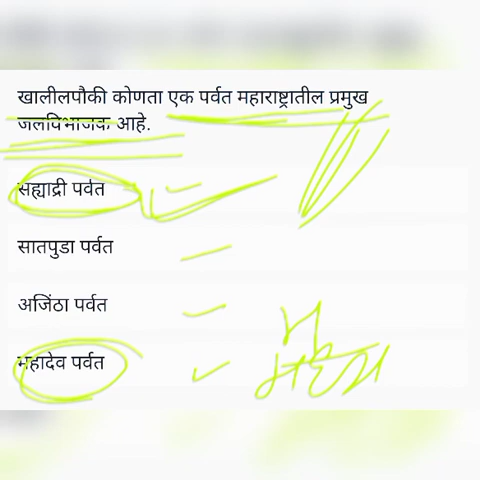 खालीलपौकी कोणता एक पर्वत महाराष्ट्रातील प्रमुख
जलविभाजक आहे.
सह्याद्री पर्वत
सातपुडा पर्वत
अजिंठा पर्वत
महादेव पर्वत